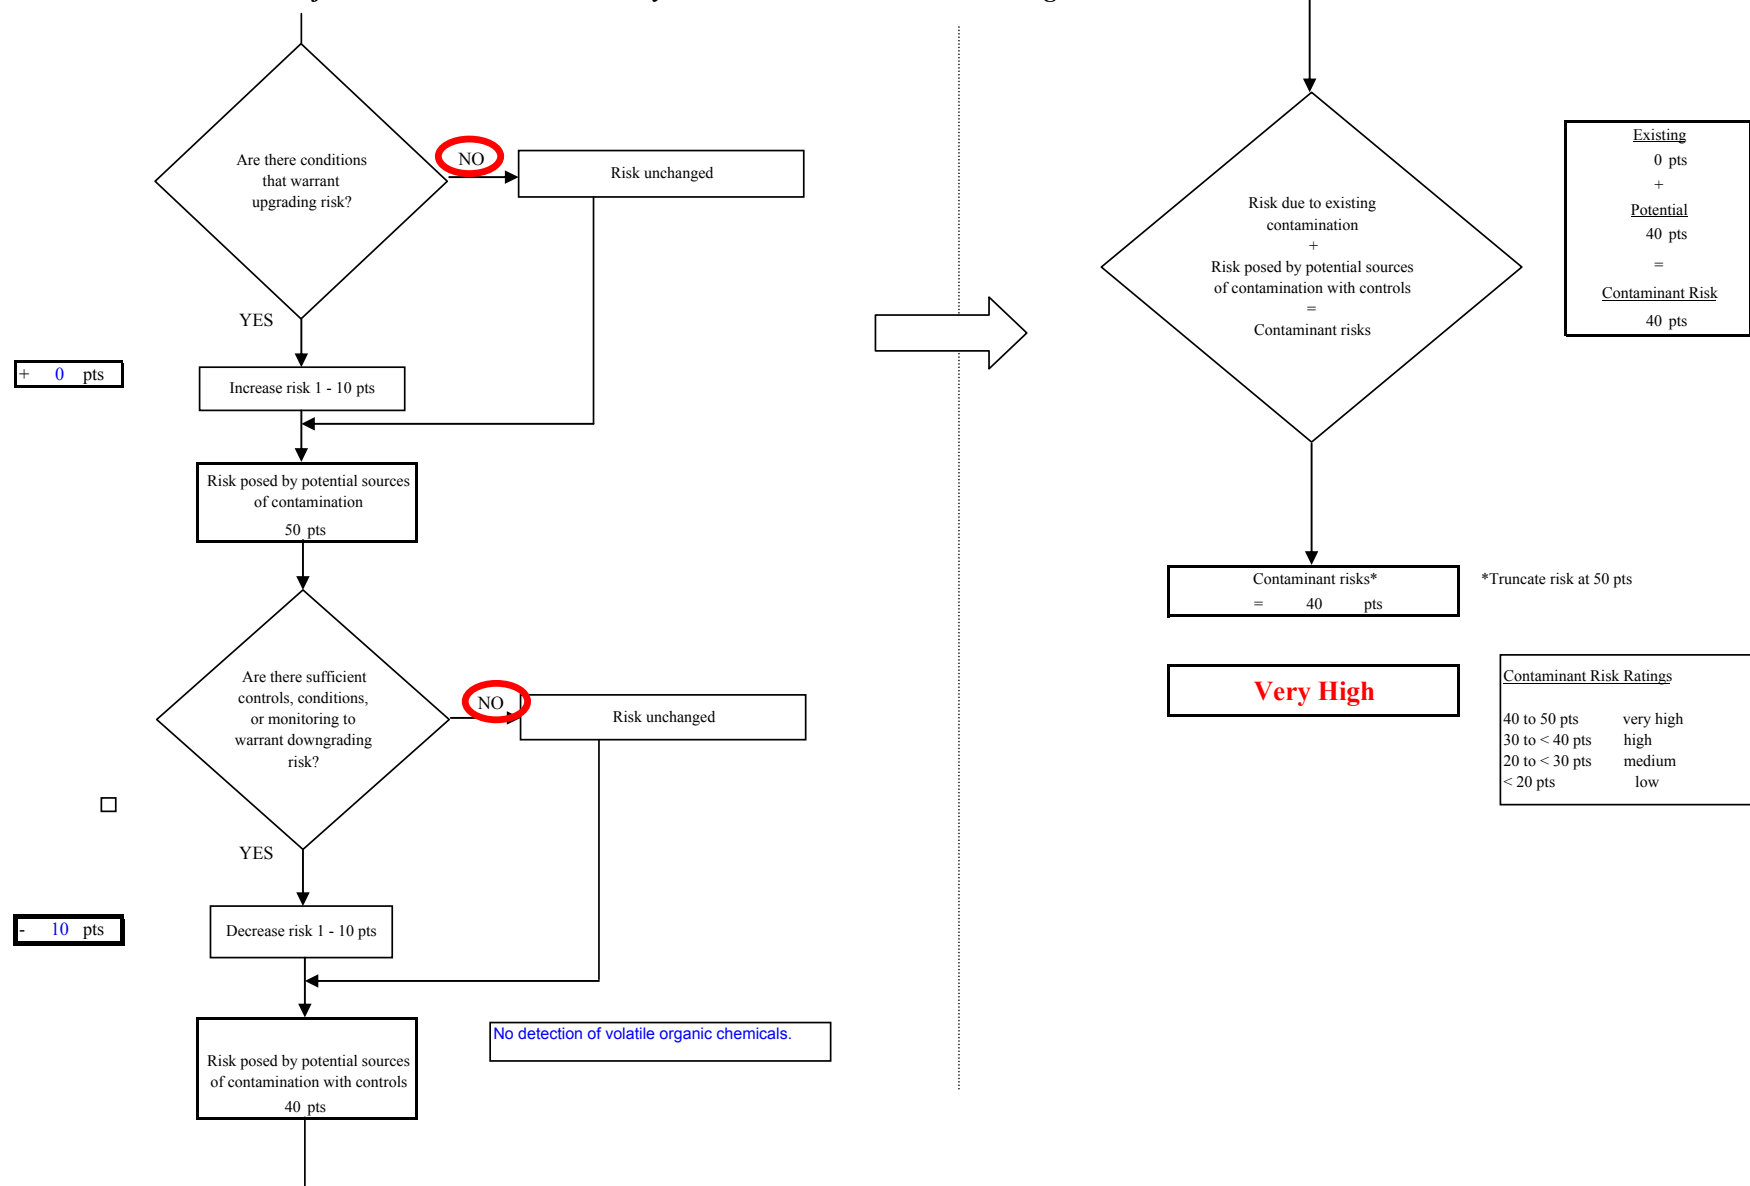 Are there conditions
that warrant
upgrading risk?
NO
Risk unchanged
YES
+ 0 pts
Increase risk 1 - 10 pts
Risk posed by potential sources
of contamination
50 pts
Are there sufficient
controls, conditions,
or monitoring to
warrant downgrading
risk?
NO
Risk unchanged
YES
- 10 pts
Decrease risk 1 - 10 pts
No detection of volatile organic chemicals.
Risk posed by potential sources
of contamination with controls
40 pts
Risk due to existing
contamination
+
Risk posed by potential sources
of contamination with controls
=
Contaminant risks
Existing
0 pts
+
Potential
40 pts
=
Contaminant Risk
40 pts
Contaminant risks*
= 40 pts
*Truncate risk at 50 pts
Very High
Contaminant Risk Ratings
40 to 50 pts very high
30 to < 40 pts high
20 to < 30 pts medium
< 20 pts low